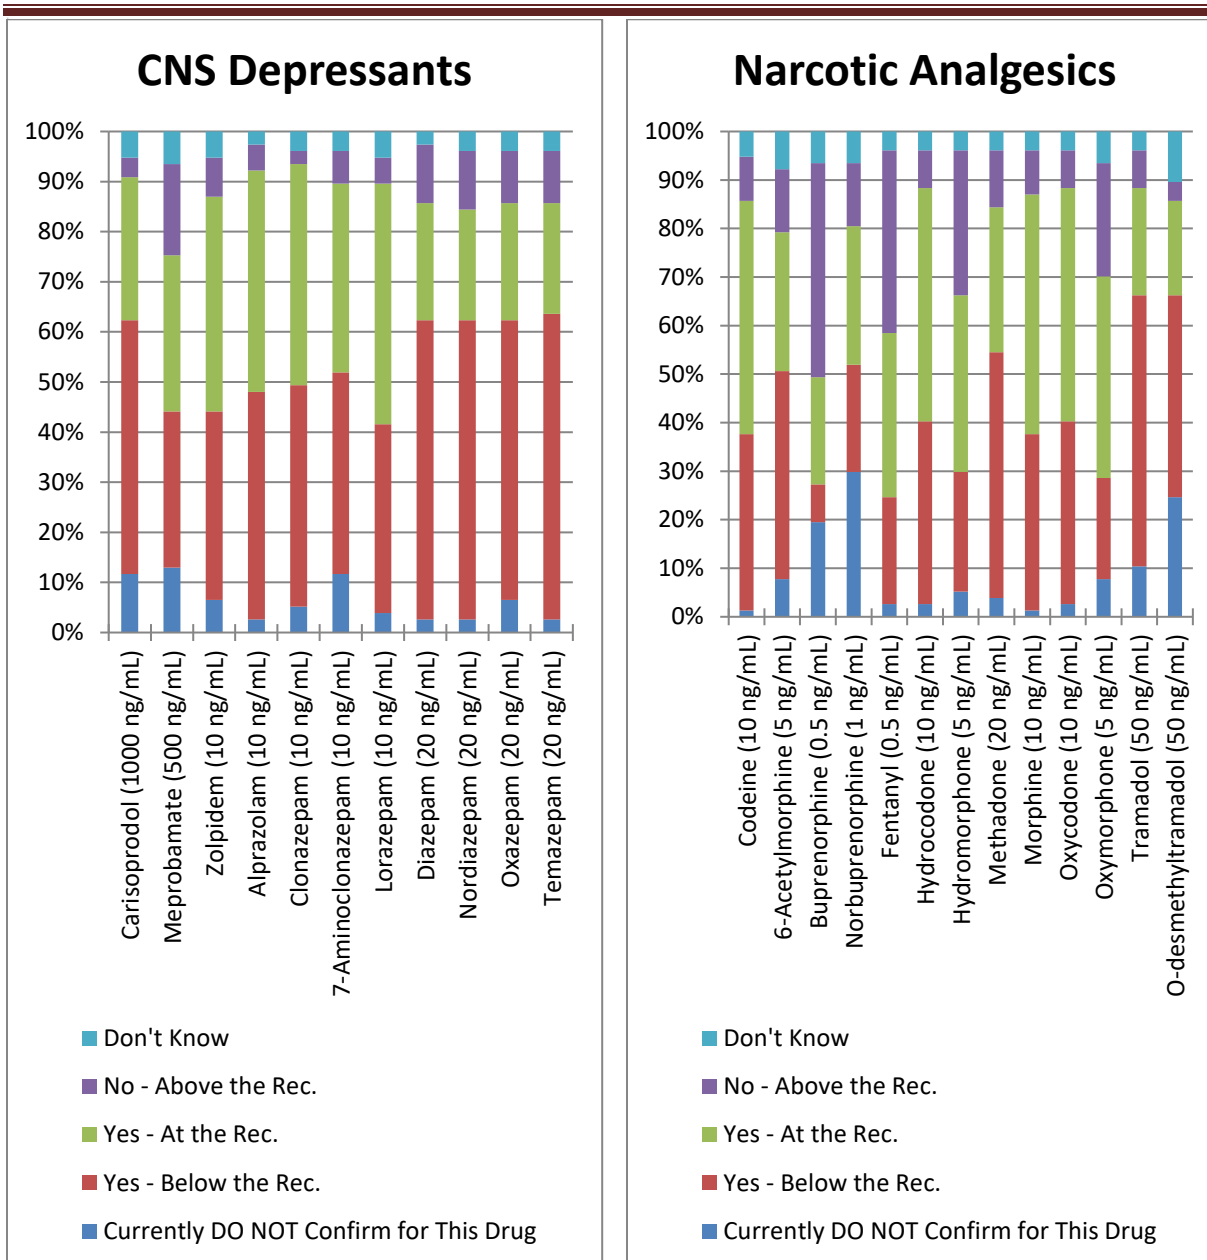 CNS Depressants
100%
90%
80%
70%
60%
50%
40%
30%
20%
10%
0%
Carisoprodol (1000 ng/mL)
Meprobamate (500 ng/mL)
Zolpidem (10 ng/mL)
Alprazolam (10 ng/mL)
Clonazepam (10 ng/mL)
7-Aminoclonazepam (10 ng/mL)
Lorazepam (10 ng/mL)
Diazepam (20 ng/mL)
Nordiazepam (20 ng/mL)
Oxazepam (20 ng/mL)
Temazepam (20 ng/mL)
Don't Know
No - Above the Rec.
Yes - At the Rec.
Yes - Below the Rec.
Currently DO NOT Confirm for This Drug
Narcotic Analgesics
100%
90%
80%
70%
60%
50%
40%
30%
20%
10%
0%
Codeine (10 ng/mL)
6-Acetylmorphine (5 ng/mL)
Buprenorphine (0.5 ng/mL)
Norbuprenorphine (1 ng/mL)
Fentanyl (0.5 ng/mL)
Hydrocodone (10 ng/mL)
Hydromorphone (5 ng/mL)
Methadone (20 ng/mL)
Morphine (10 ng/mL)
Oxycodone (10 ng/mL)
Oxymorphone (5 ng/mL)
Tramadol (50 ng/mL)
O-desmethyltramadol (50 ng/mL)
Don't Know
No - Above the Rec.
Yes - At the Rec.
Yes - Below the Rec.
Currently DO NOT Confirm for This Drug